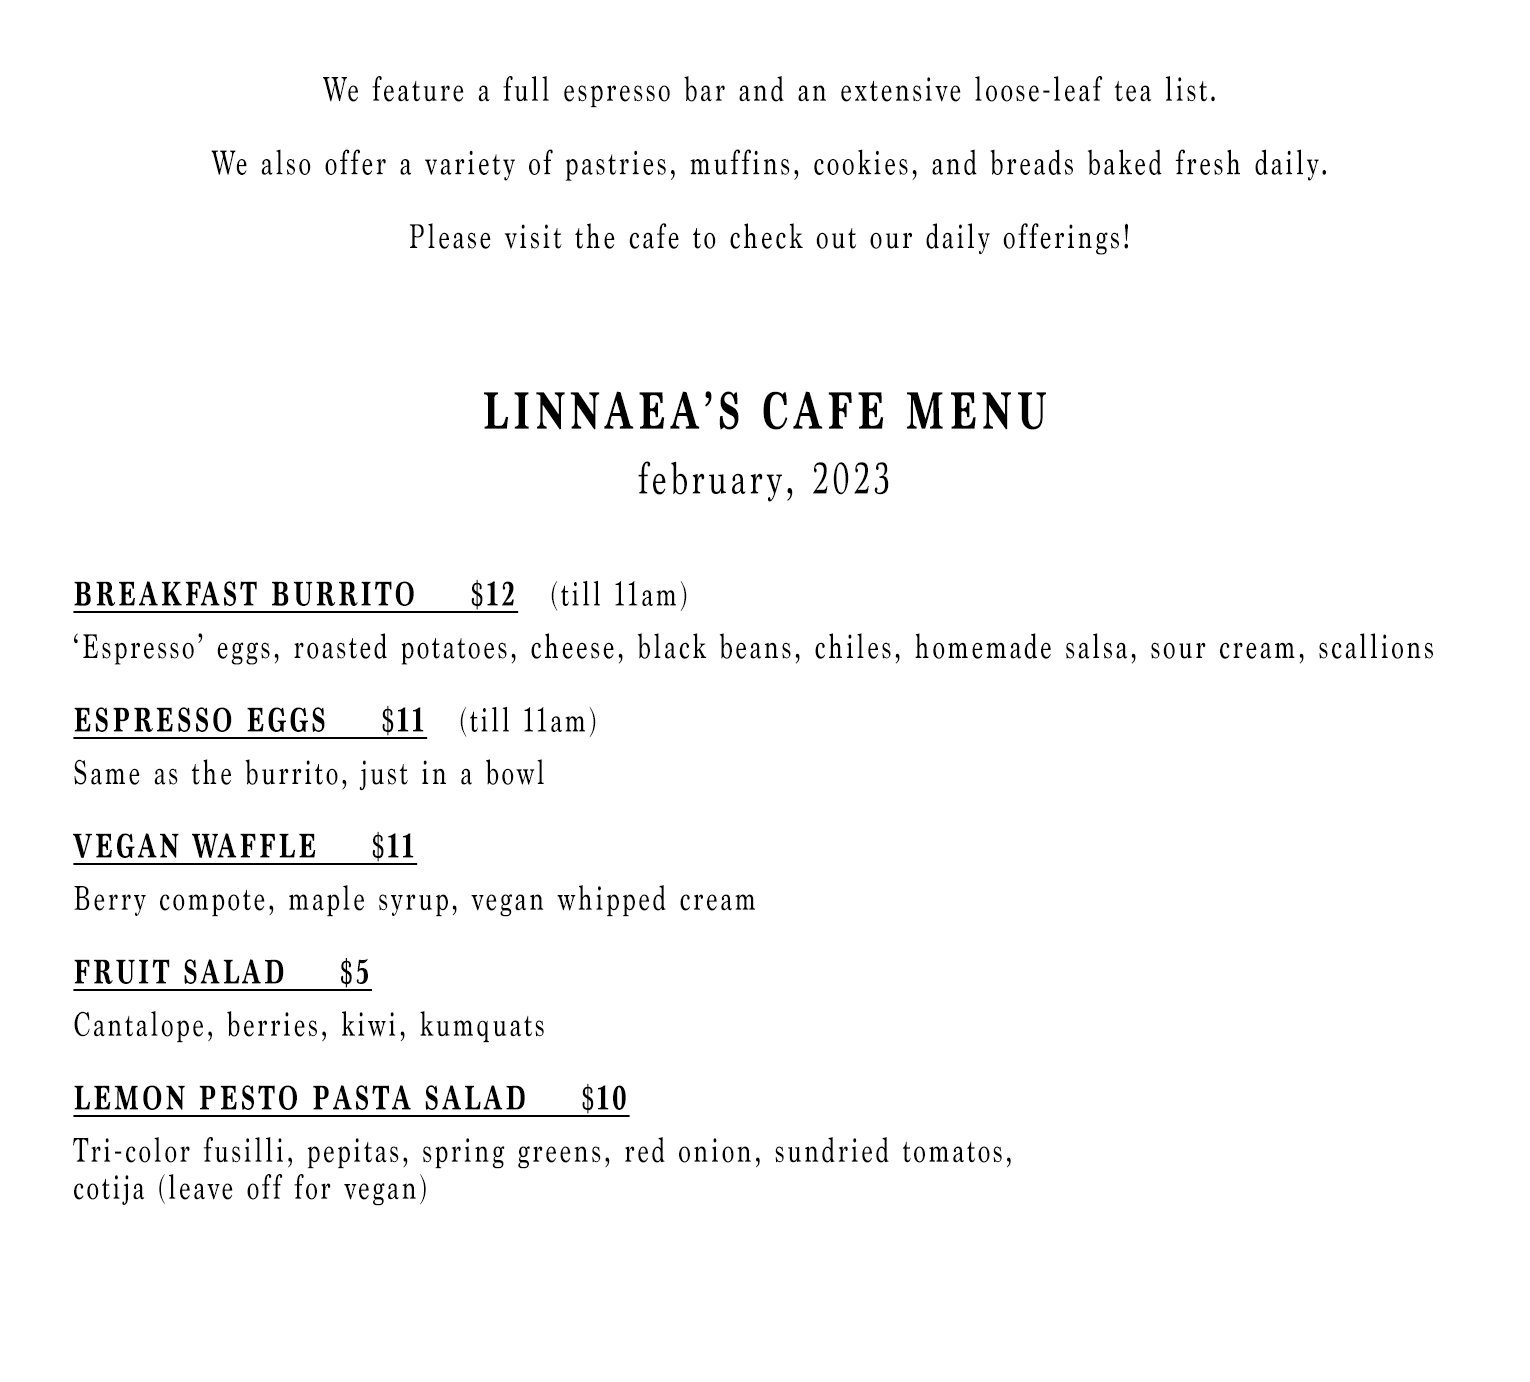 We feature a full espresso bar and an extensive loose-leaf tea list.
We also offer a variety of pastries, muffins, cookies, and breads baked fresh daily.
Please visit the cafe to check out our daily offerings!
LINNAEA’S CAFE MENU
february, 2023
BREAKFAST BURRITO $12 (till 11am)
‘Espresso’ eggs, roasted potatoes, cheese, black beans, chiles, homemade salsa, sour cream, scallions
ESPRESSO EGGS $11 (till 11am)
Same as the burrito, just in a bowl
VEGAN WAFFLE $11
Berry compote, maple syrup, vegan whipped cream
FRUIT SALAD $5
Cantalope, berries, kiwi, kumquats
LEMON PESTO PASTA SALAD $10
Tri-color fusilli, pepitas, spring greens, red onion, sundried tomatos,
cotija (leave off for vegan)